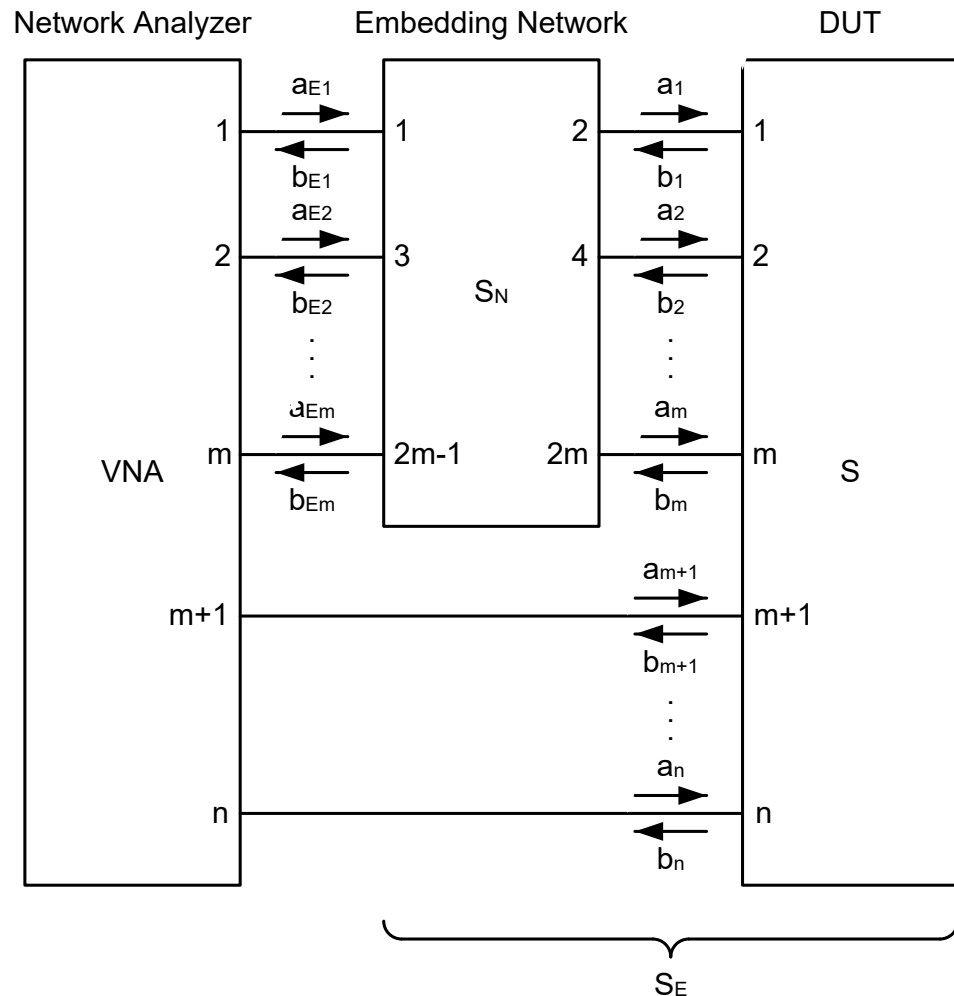 Network Analyzer Embedding Network DUT
aE1 a1
1 1 2 1
bE1 b1
aE2 a2
2 3 4 2
bE2 b2
SN
aEm am
m 2m-1 2m m
VNA S
bEm bm
am+1
m+1 m+1
bm+1
an
n n
bn
SE